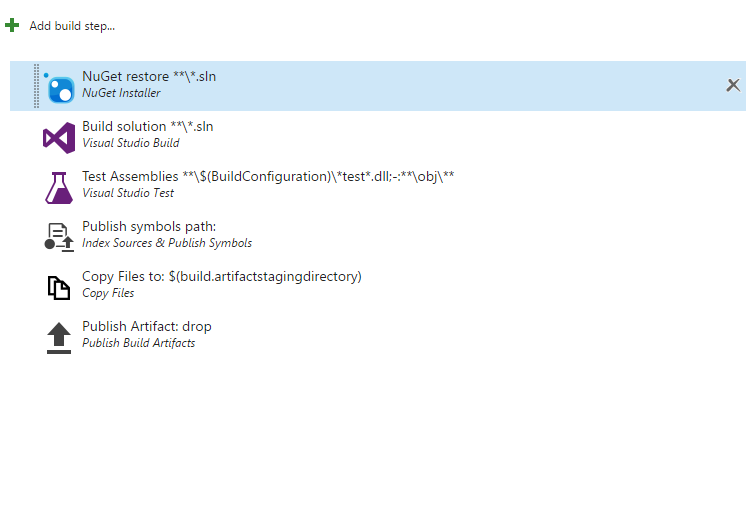 Add build step...
NuGet restore **\*.sln
NuGet Installer
Build solution **\*.sln
Visual Studio Build
Test Assemblies **\$(BuildConfiguration)\*test*.dll;-:**\obj\**
Visual Studio Test
Publish symbols path:
Index Sources & Publish Symbols
Copy Files to: $(build.artifactstagingdirectory)
Copy Files
Publish Artifact: drop
Publish Build Artifacts